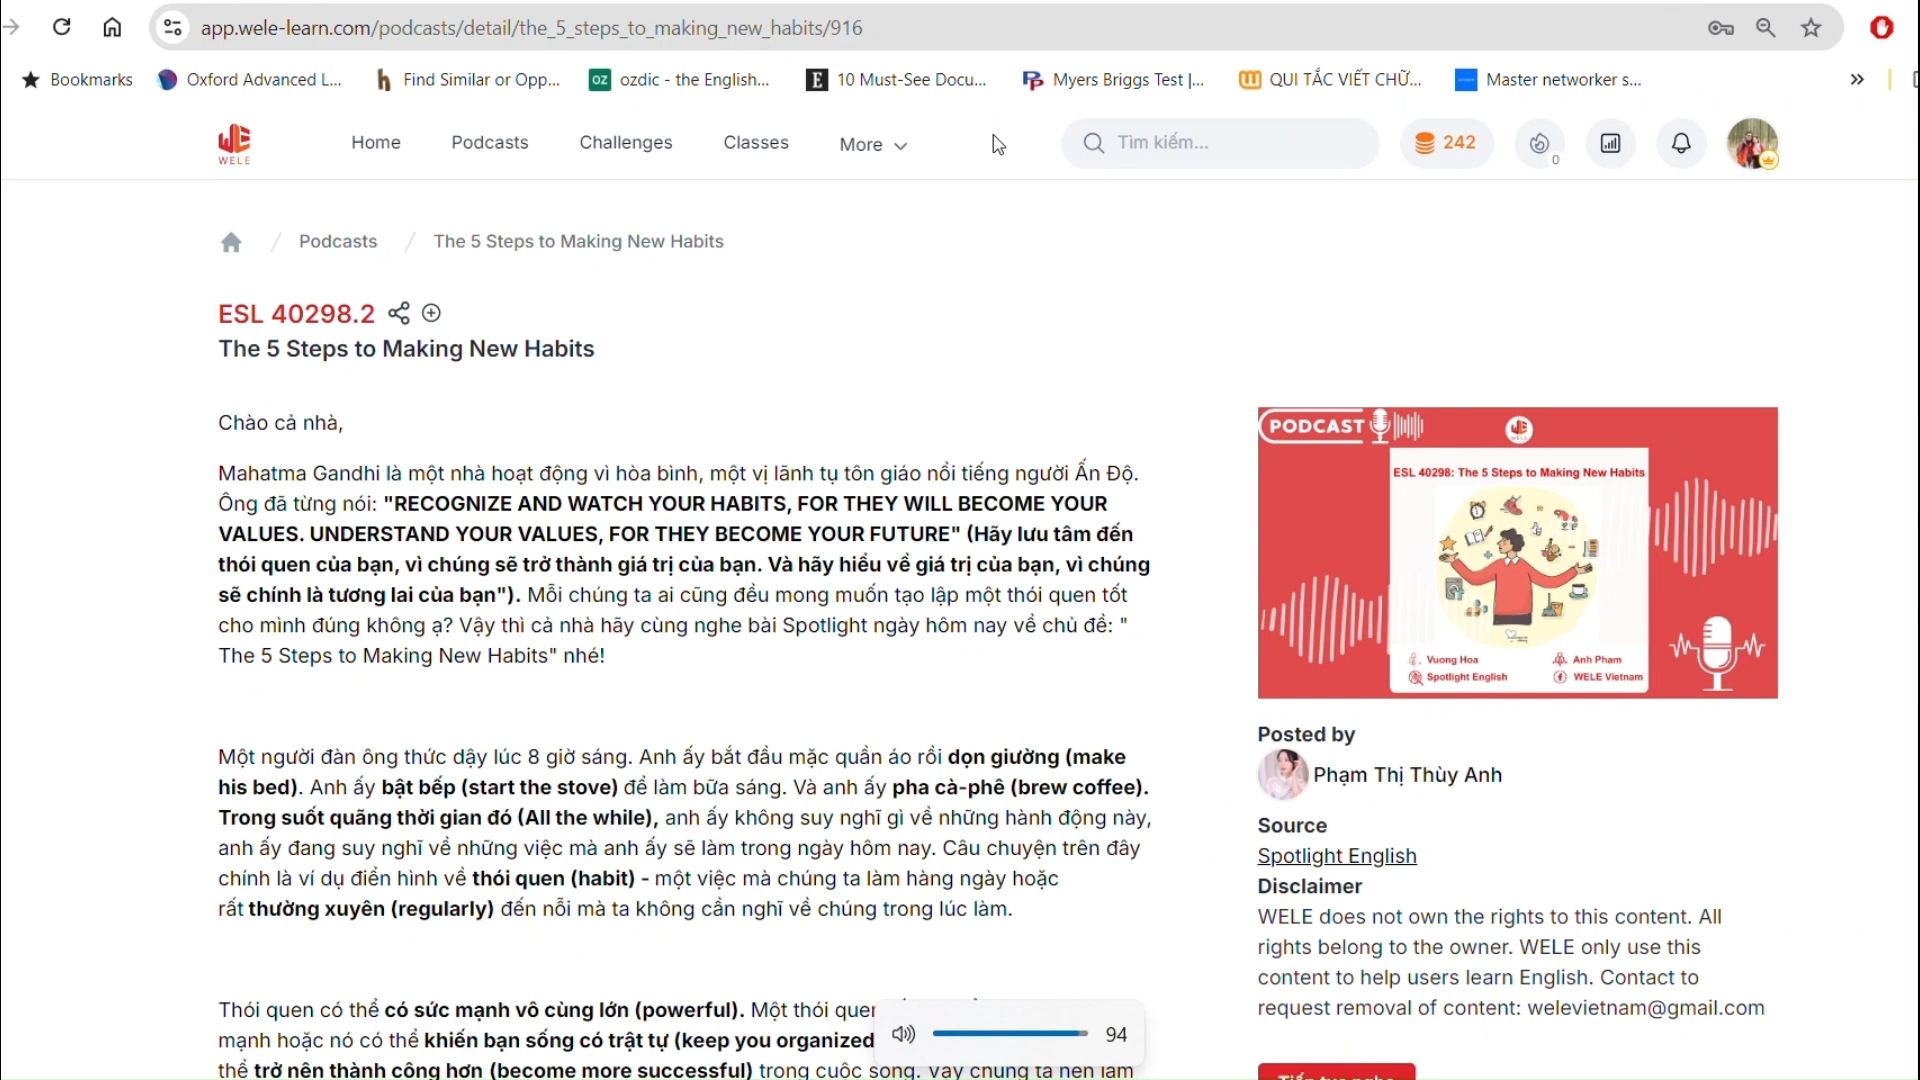 app.wele-learn.com/podcasts/detail/the_5_steps_to_making_new_habits/916
Bookmarks
Oxford Advanced L...
Find Similar or Opp...
OZ
ozdic - the English...
E
10 Must-See Docu...
Myers Briggs Test |...
QUI TẮC VIẾT CHỮ...
Master networker s...
WELE
Home
Podcasts
Challenges
Classes
More
Tìm kiếm...
242
0
Podcasts
The 5 Steps to Making New Habits
ESL 40298.2
The 5 Steps to Making New Habits
Chào cả nhà,
Mahatma Gandhi là một nhà hoạt động vì hòa bình, một vị lãnh tụ tôn giáo nổi tiếng người Ấn Độ.
Ông đã từng nói: "RECOGNIZE AND WATCH YOUR HABITS, FOR THEY WILL BECOME YOUR
VALUES. UNDERSTAND YOUR VALUES, FOR THEY BECOME YOUR FUTURE" (Hãy lưu tâm đến
thói quen của bạn, vì chúng sẽ trở thành giá trị của bạn. Và hãy hiểu về giá trị của bạn, vì chúng
sẽ chính là tương lai của bạn"). Mỗi chúng ta ai cũng đều mong muốn tạo lập một thói quen tốt
cho mình đúng không ạ? Vậy thì cả nhà hãy cùng nghe bài Spotlight ngày hôm nay về chủ đề: "
The 5 Steps to Making New Habits" nhé!
Một người đàn ông thức dậy lúc 8 giờ sáng. Anh ấy bắt đầu mặc quần áo rồi dọn giường (make
his bed). Anh ấy bật bếp (start the stove) để làm bữa sáng. Và anh ấy pha cà-phê (brew coffee).
Trong suốt quãng thời gian đó (All the while), anh ấy không suy nghĩ gì về những hành động này,
anh ấy đang suy nghĩ về những việc mà anh ấy sẽ làm trong ngày hôm nay. Câu chuyện trên đây
chính là ví dụ điển hình về thói quen (habit) - một việc mà chúng ta làm hàng ngày hoặc
rất thường xuyên (regularly) đến nỗi mà ta không cần nghĩ về chúng trong lúc làm.
Thói quen có thể có sức mạnh vô cùng lớn (powerful). Một thói quen
mạnh hoặc nó có thể khiến bạn sống có trật tự (keep you organized
thể trở nên thành công hơn (become more successful) trong cuộc sống. Vậy chúng ta nên làm
94
PODCAST
ESL 40298: The 5 Steps to Making New Habits
Vuong Hoa
Anh Pham
Spotlight English
WELE Vietnam
Posted by
Phạm Thị Thùy Anh
Source
Spotlight English
Disclaimer
WELE does not own the rights to this content. All
rights belong to the owner. WELE only use this
content to help users learn English. Contact to
request removal of content: welevietnam@gmail.com
Tiếp tục nghe